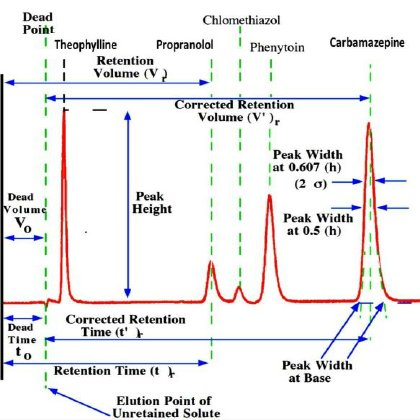 Dead
Point
Theophylline
Propranolol
Chlomethiazol
Phenytoin
Carbamazepine
Retention
Volume (V r)
Corrected Retention
Volume (V' )r
Peak Width
at 0.607 (h)
(2 σ)
Peak
Height
Dead
Volume
Vo
Peak Width
at 0.5 (h)
Dead
Time
to
Corrected Retention
Time (t' )r
Retention Time (t )r
Peak Width
at Base
Elution Point of
Unretained Solute